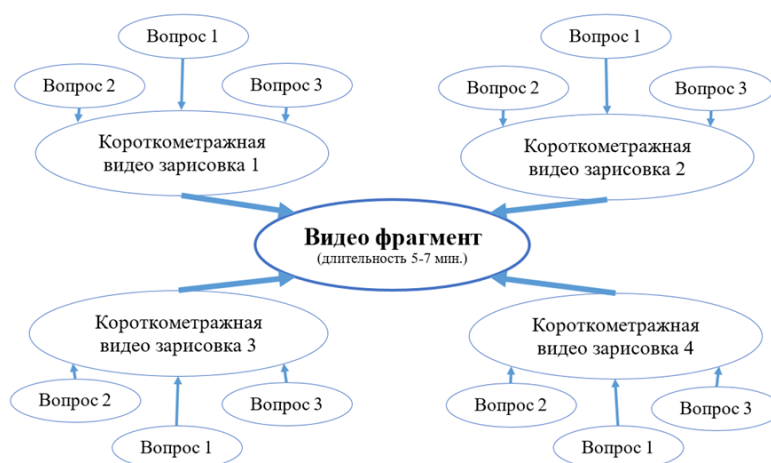 Вопрос 1
Вопрос 2
Вопрос 3
Короткометражная
видео зарисовка 1
Вопрос 1
Вопрос 2
Вопрос 3
Короткометражная
видео зарисовка 2
Видео фрагмент
(длительность 5-7 мин.)
Короткометражная
видео зарисовка 3
Вопрос 2
Вопрос 3
Вопрос 1
Короткометражная
видео зарисовка 4
Вопрос 2
Вопрос 3
Вопрос 1